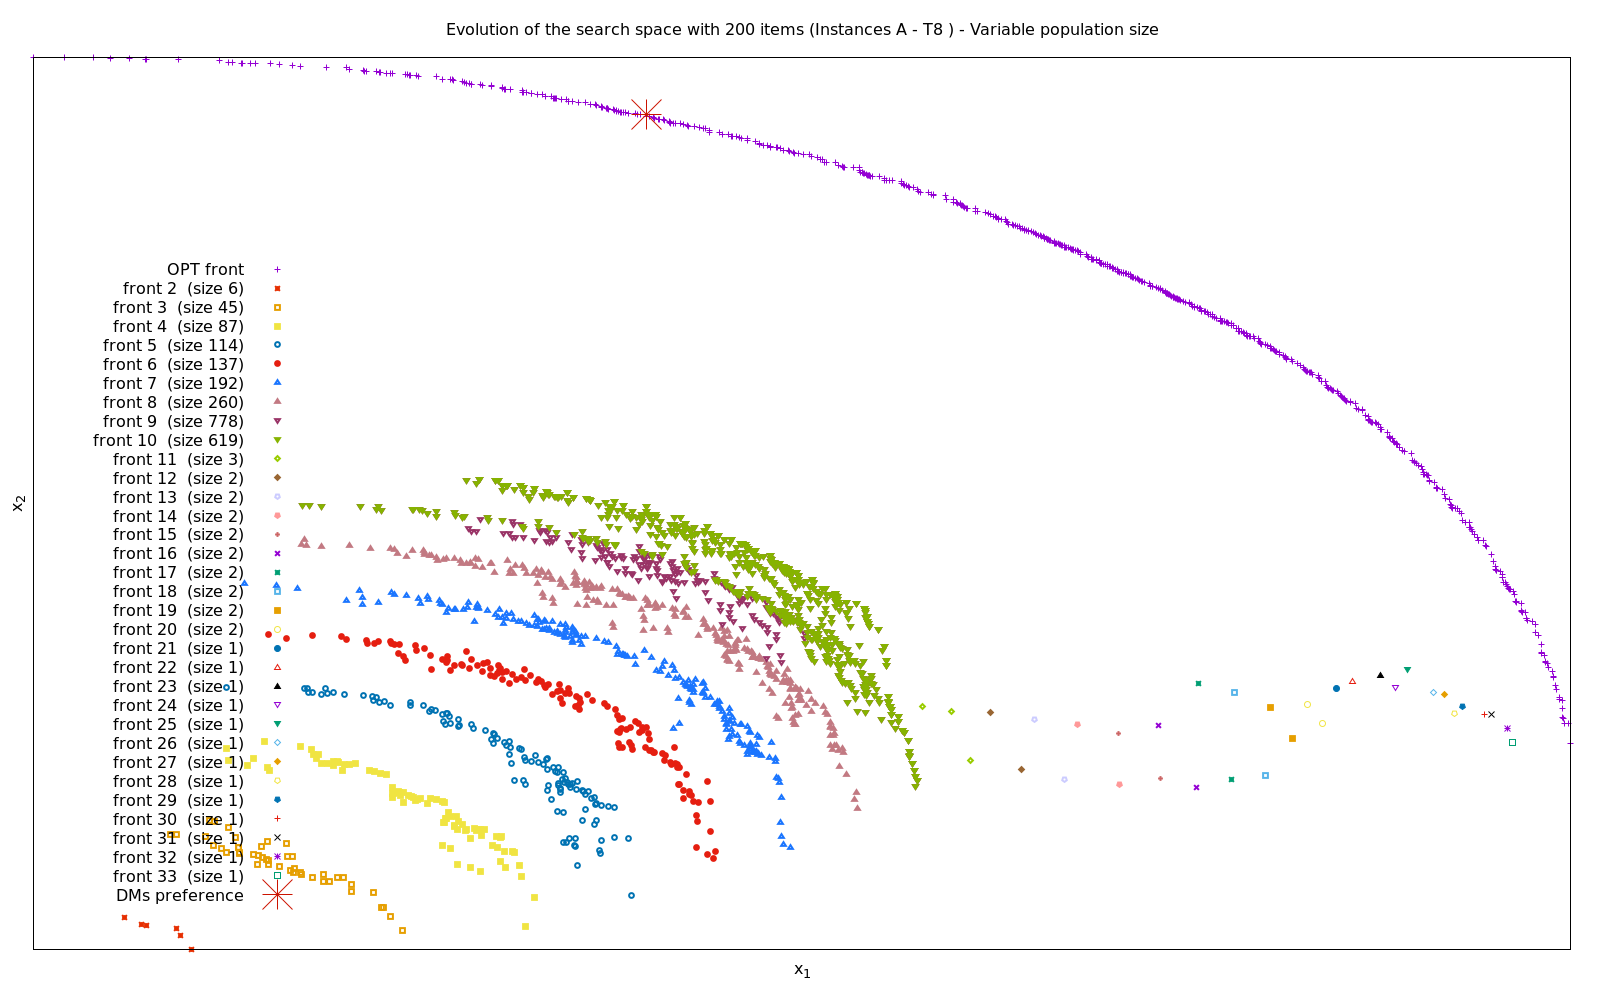 Evolution of the search space with 200 items (Instances A - T8 ) - Variable population size
OPT front
front 2 (size 6)
front 3 (size 45)
front 4 (size 87)
front 5 (size 114)
front 6 (size 137)
front 7 (size 192)
front 8 (size 260)
front 9 (size 778)
front 10 (size 619)
front 11 (size 3)
front 12 (size 2)
front 13 (size 2)
front 14 (size 2)
front 15 (size 2)
front 16 (size 2)
front 17 (size 2)
front 18 (size 2)
front 19 (size 2)
front 20 (size 2)
front 21 (size 1)
front 22 (size 1)
front 23 (size 1)
front 24 (size 1)
front 25 (size 1)
front 26 (size 1)
front 27 (size 1)
front 28 (size 1)
front 29 (size 1)
front 30 (size 1)
front 31 (size 1)
front 32 (size 1)
front 33 (size 1)
DMs preference
x2
x1